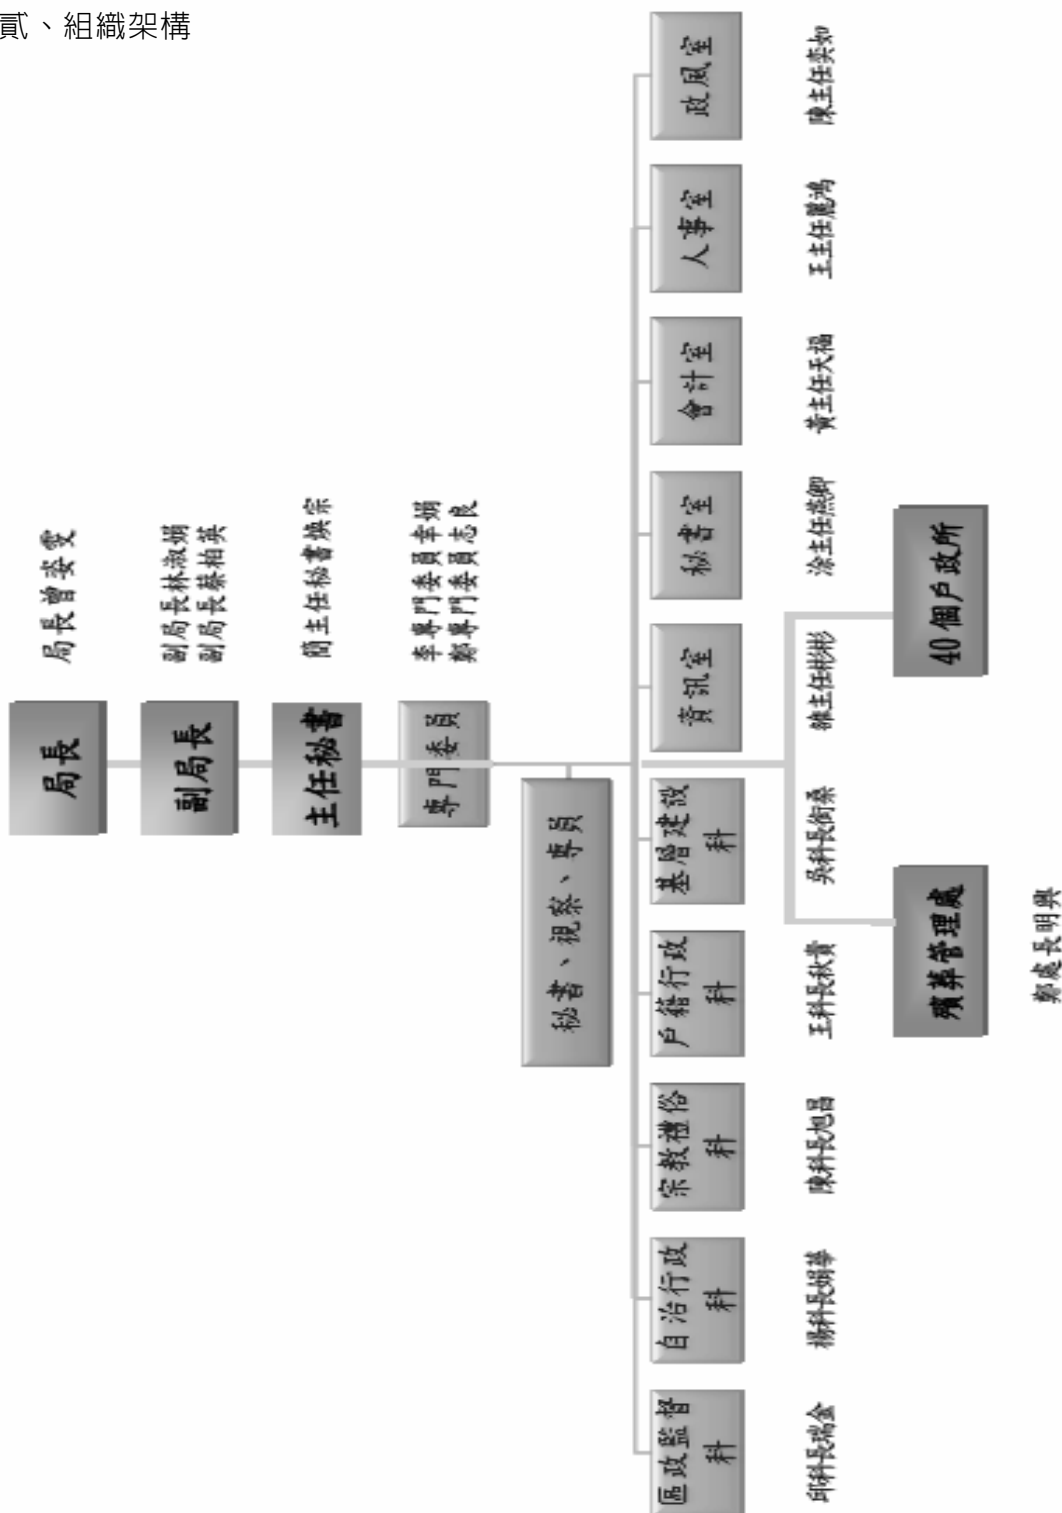 貳、組織架構
局長
局長曾姿雯
副局長
副局長林淑娟
副局長蔡柏英
主任秘書
簡主任秘書煥宗
專門委員
李專門委員幸娟
鄭專門委員志良
秘書、視察、專員
區政監督
科
自治行政
科
宗教禮俗
科
戶籍行政
科
基層建設
科
資訊室
秘書室
會計室
人事室
政風室
邱科長瑞金
楊科長娟華
陳科長旭昌
王科長秋貴
吳科長衡桑
主任彬彬
涂主任燕卿
黃主任天福
王主任麗鴻
陳主任奕如
殯葬管理處
40個戶政所
鄭處長明興